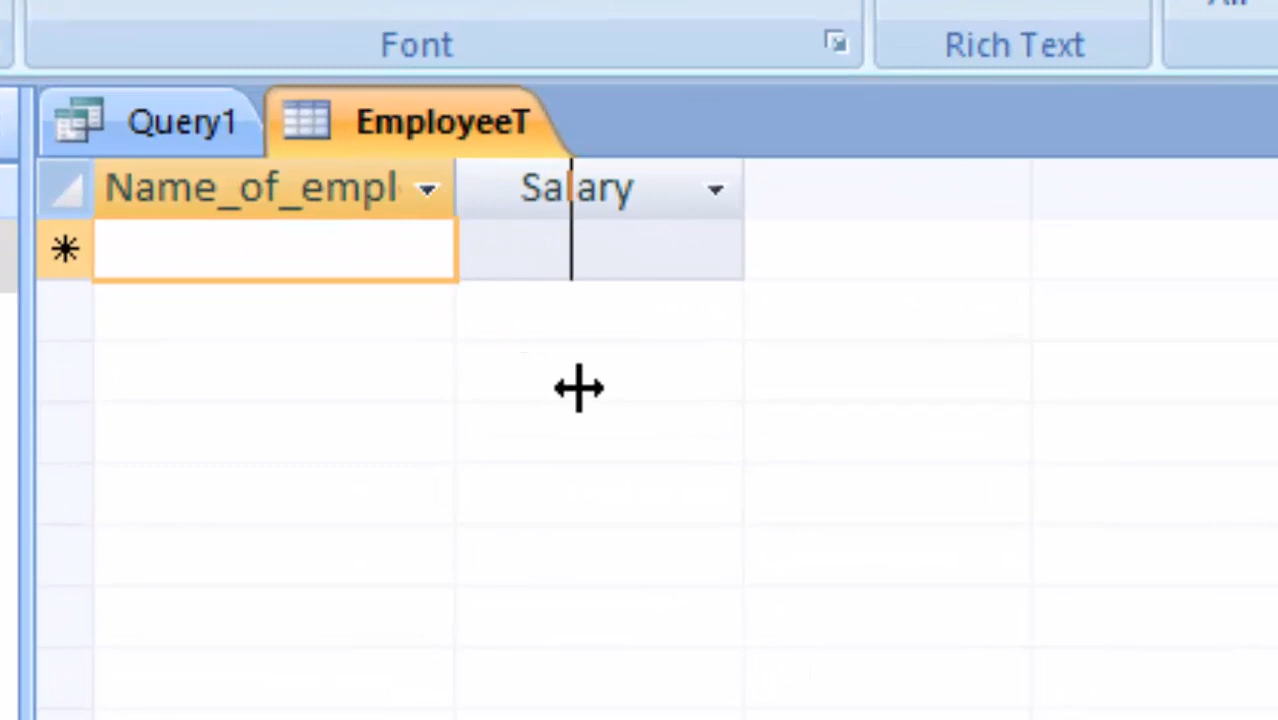 Font
Rich Text
Query1
EmployeeT
Name_of_empl
Salary